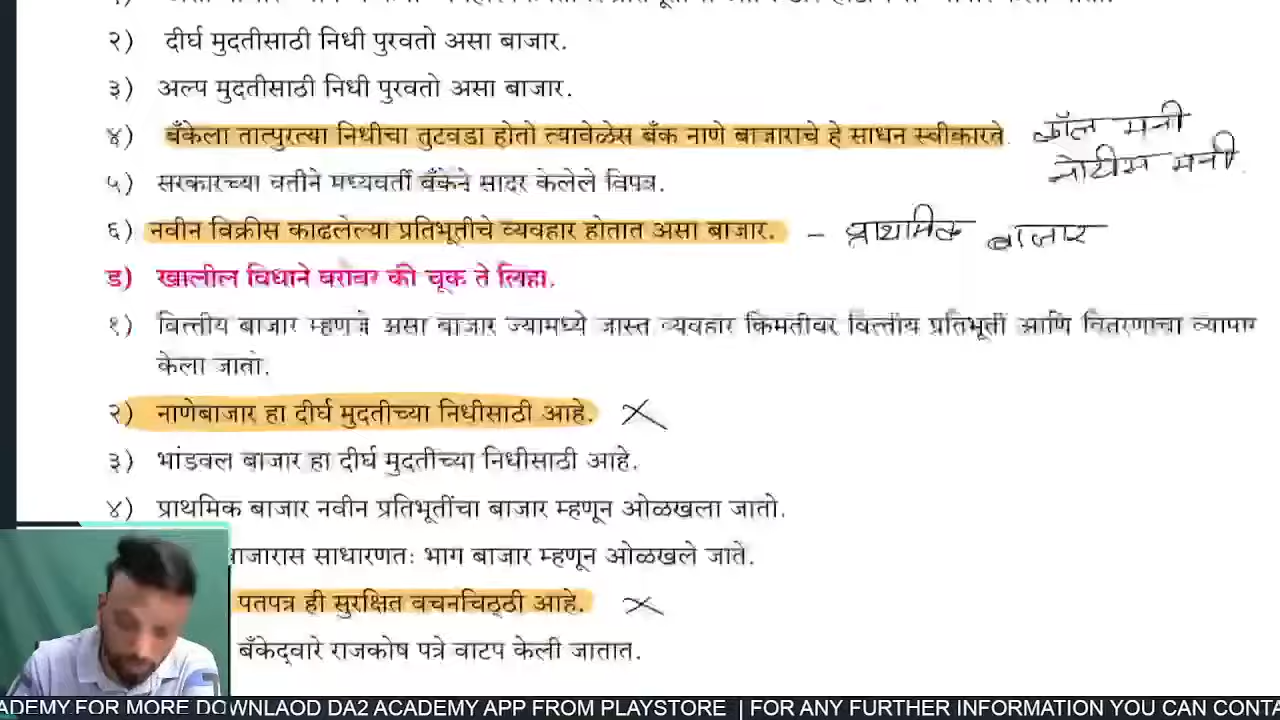 २) दीर्घ मुदतीसाठी निधी पुरवतो असा बाजार.
३) अल्प मुदतीसाठी निधी पुरवतो असा बाजार.
४) बँकेला तात्पुरत्या निधीचा तुटवडा होतो त्यावेळेस बँक नाणे बाजाराचे हे साधन स्वीकारते. कॉल मनी
नोटीस मनी.
५) सरकारच्या वतीने मध्यवर्ती बँकेने सादर केलेले विपत्र.
६) नवीन विक्रीस काढलेल्या प्रतिभूतीचे व्यवहार होतात असा बाजार. – प्राथमिक बाजार
ड) खालील विधाने बरोबर की चूक ते लिहा.
१) वित्तीय बाजार म्हणजे असा बाजार ज्यामध्ये जास्त व्यवहार किमतीवर वित्तीय प्रतिभूती आणि वितरणाचा व्यापार
केला जातो.
२) नाणेबाजार हा दीर्घ मुदतीच्या निधीसाठी आहे. ×
३) भांडवल बाजार हा दीर्घ मुदतीच्या निधीसाठी आहे.
४) प्राथमिक बाजार नवीन प्रतिभूतींचा बाजार म्हणून ओळखला जातो.
बाजारास साधारणतः भाग बाजार म्हणून ओळखले जाते.
पतपत्र ही सुरक्षित वचनचिठ्ठी आहे. ×
बँकेद्वारे राजकोष पत्रे वाटप केली जातात.
ADEMY FOR MORE DOWNLAOD DA2 ACADEMY APP FROM PLAYSTORE | FOR ANY FURTHER INFORMATION YOU CAN CONTA